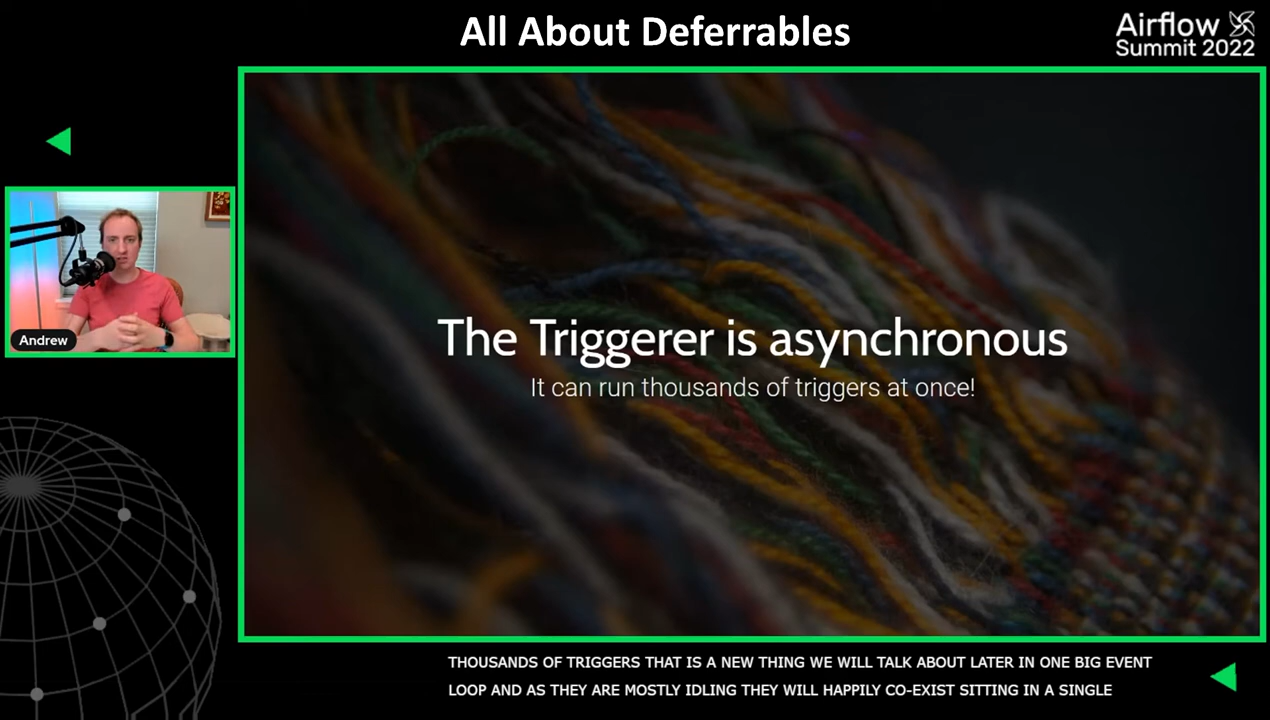 All About Deferrables
Airflow
Summit 2022
The Triggerer is asynchronous
It can run thousands of triggers at once!
Andrew
THOUSANDS OF TRIGGERS THAT IS A NEW THING WE WILL TALK ABOUT LATER IN ONE BIG EVENT
LOOP AND AS THEY ARE MOSTLY IDLING THEY WILL HAPPILY CO-EXIST SITTING IN A SINGLE